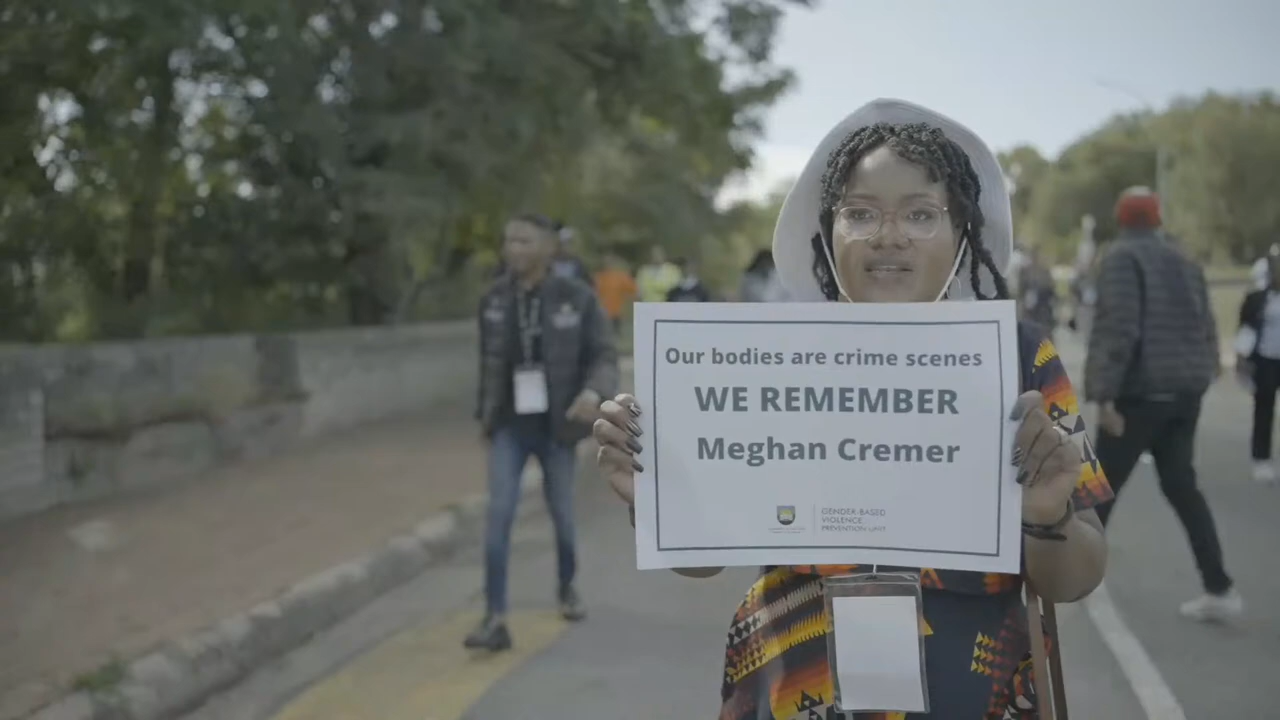 Our bodies are crime scenes
WE REMEMBER
Meghan Cremer
GENDER-BASED
VIOLENCE
PREVENTION UNIT